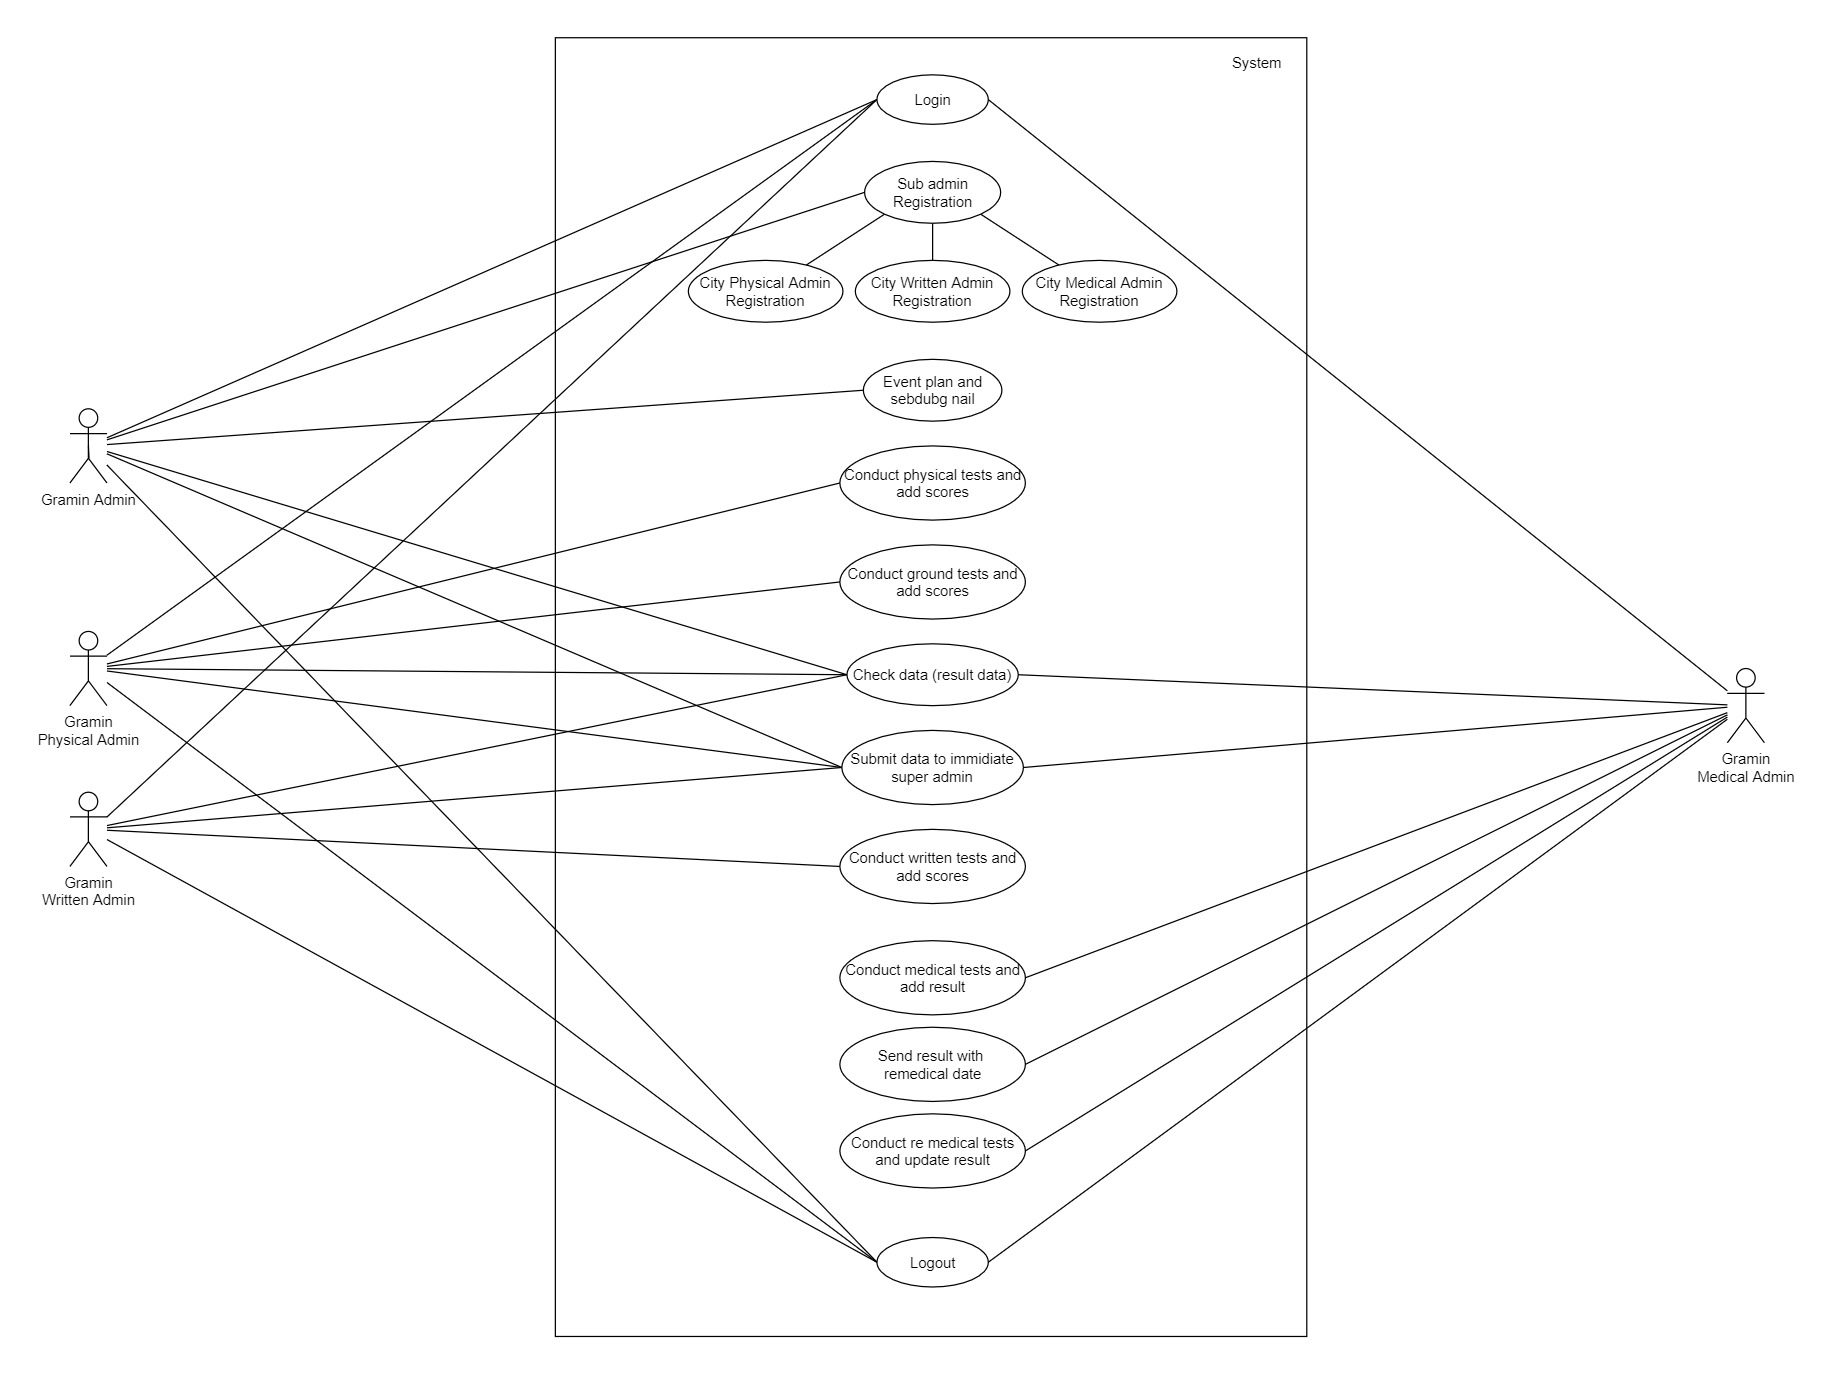 System
Login
Sub admin
Registration
City Physical Admin
Registration
City Written Admin
Registration
City Medical Admin
Registration
Event plan and
sebdubg nail
Conduct physical tests and
add scores
Gramin Admin
Conduct ground tests and
add scores
Check data (result data)
Gramin
Physical Admin
Submit data to immidiate
super admin
Gramin
Medical Admin
Conduct written tests and
add scores
Gramin
Written Admin
Conduct medical tests and
add result
Send result with
remedical date
Conduct re medical tests
and update result
Logout